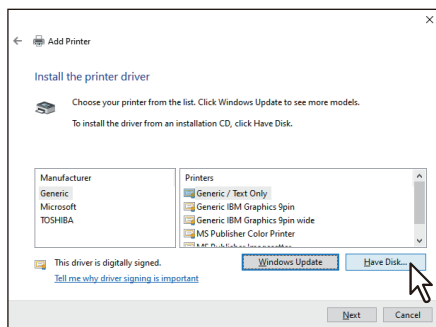 Add Printer
Install the printer driver
Choose your printer from the list. Click Windows Update to see more models.
To install the driver from an installation CD, click Have Disk.
Manufacturer
Generic
Microsoft
TOSHIBA
Printers
Generic / Text Only
Generic IBM Graphics 9pin
Generic IBM Graphics 9pin wide
MS Publisher Color Printer
MS Publisher Imagesetter
This driver is digitally signed.
Tell me why driver signing is important
Windows Update
Have Disk...
Next
Cancel